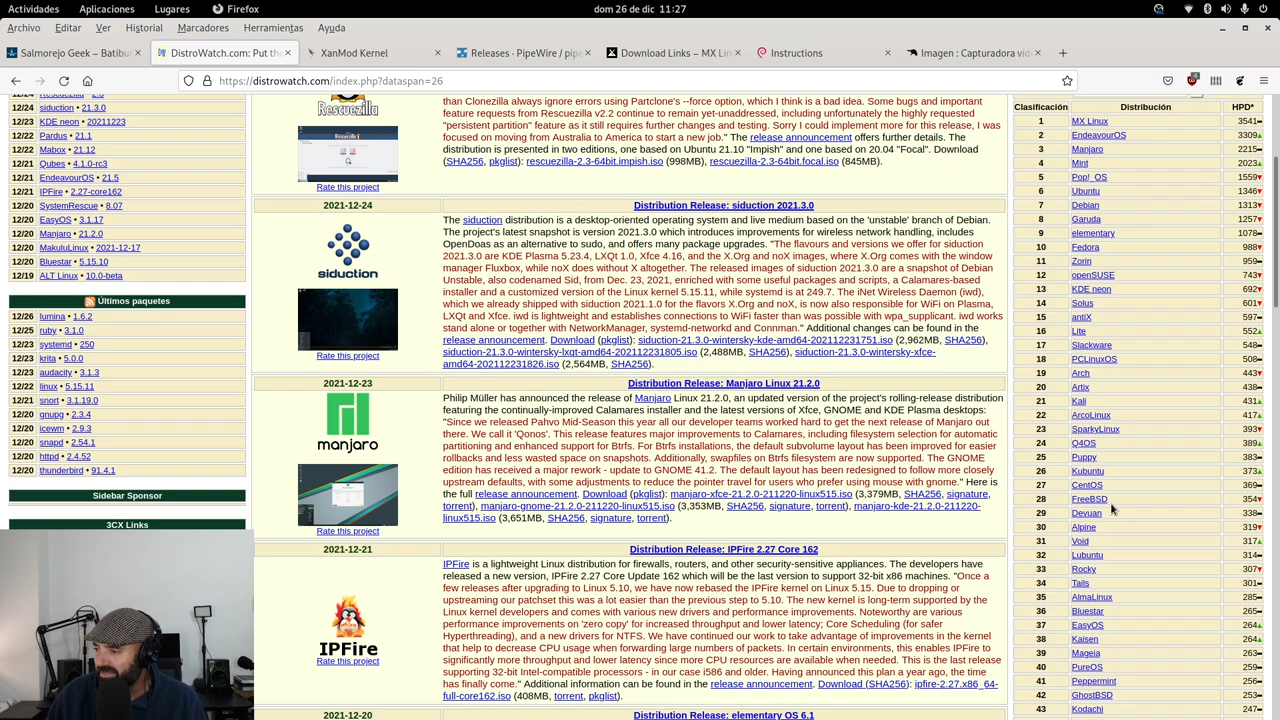 Actividades
dom 26 de dic. 11:47
Archivo Editar Ver Historial Marcadores Herramientas Ayuda
Salmorejo Geek – Batibur
DistroWatch.com: Put the
XanMod Kernel
Releases · PipeWire / pipe
Download Links – MX Lin
Instructions
Imagen : Capturadora vid
https://distrowatch.com/index.php?dataspan=26
12/24 siduction • 21.3.0
12/23 KDE neon • 20211223
12/22 Pardus • 21.1
12/22 Mabox • 21.12
12/21 Qubes • 4.1.0-rc3
12/21 EndeavourOS • 21.5
12/21 IPFire • 2.27-core162
12/20 SystemRescue • 8.07
12/20 EasyOS • 3.1.17
12/20 Manjaro • 21.2.0
12/20 MakuluLinux • 2021-12-17
12/20 Bluestar • 5.15.10
12/19 ALT Linux • 10.0-beta
Últimos paquetes
12/26 lumina • 1.6.2
12/25 ruby • 3.1.0
12/23 systemd • 250
12/23 krita • 5.0.0
12/23 audacity • 3.1.3
12/22 linux • 5.15.11
12/21 snort • 3.1.19.0
12/20 gnupg • 2.3.4
12/20 icewm • 2.9.3
12/20 snapd • 2.54.1
12/20 httpd • 2.4.52
12/20 thunderbird • 91.4.1
Sidebar Sponsor
3CX Links
Rescuezilla
Rate this project
than Clonezilla always ignore errors using Partclone's --force option, which I think is a bad idea. Some bugs and important
feature requests from Rescuezilla v2.2 continue to remain yet-unaddressed, including unfortunately the highly requested
"persistent partition" feature as it still requires further changes and testing. Sorry I could implement more for this release, I was
focused on moving from Australia to America to start a new job." The release announcement offers further details. The
distribution is presented in two editions, one based on Ubuntu 21.10 "Impish" and one based on 20.04 "Focal". Download
(SHA256, pkglist): rescuezilla-2.3-64bit.impish.iso (998MB), rescuezilla-2.3-64bit.focal.iso (845MB).
2021-12-24
Distribution Release: siduction 2021.3.0
siduction
Rate this project
The siduction distribution is a desktop-oriented operating system and live medium based on the 'unstable' branch of Debian.
The project's latest snapshot is version 2021.3.0 which introduces improvements for wireless network handling, includes
OpenDoas as an alternative to sudo, and offers many package upgrades. "The flavours and versions we offer for siduction
2021.3.0 are KDE Plasma 5.23.4, LXQt 1.0, Xfce 4.16, and the X.Org and noX images, where X.Org comes with the window
manager Fluxbox, while noX does without X altogether. The released images of siduction 2021.3.0 are a snapshot of Debian
Unstable, also codenamed Sid, from Dec. 23, 2021, enriched with some useful packages and scripts, a Calamares-based
installer and a customized version of the Linux kernel 5.15.11, while systemd is at 249.7. The iNet Wireless Daemon (iwd),
which we already shipped with siduction 2021.1.0 for the flavors X.Org and noX, is now also responsible for WiFi on Plasma,
LXQt and Xfce. iwd is lightweight and establishes connections to WiFi faster than was possible with wpa_supplicant. iwd works
stand alone or together with NetworkManager, systemd-networkd and Connman." Additional changes can be found in the
release announcement. Download (pkglist): siduction-21.3.0-wintersky-kde-amd64-202112231751.iso (2,962MB, SHA256),
siduction-21.3.0-wintersky-lxqt-amd64-202112231805.iso (2,488MB, SHA256), siduction-21.3.0-wintersky-xfce-
amd64-202112231826.iso (2,564MB, SHA256).
2021-12-23
Distribution Release: Manjaro Linux 21.2.0
manjaro
Rate this project
Philip Müller has announced the release of Manjaro Linux 21.2.0, an updated version of the project's rolling-release distribution
featuring the continually-improved Calamares installer and the latest versions of Xfce, GNOME and KDE Plasma desktops:
"Since we released Pahvo Mid-Season this year all our developer teams worked hard to get the next release of Manjaro out
there. We call it 'Qonos'. This release features major improvements to Calamares, including filesystem selection for automatic
partitioning and enhanced support for Btrfs. For Btrfs installations, the default subvolume layout has been improved for easier
rollbacks and less wasted space on snapshots. Additionally, swapfiles on Btrfs filesystem are now supported. The GNOME
edition has received a major rework - update to GNOME 41.2. The default layout has been redesigned to follow more closely
upstream defaults, with some adjustments to reduce the pointer travel for users who prefer how we did before." Here is
the full release announcement. Download (pkglist): manjaro-xfce-21.2.0-211220-linux515.iso (3,379MB, SHA256, signature,
torrent), manjaro-gnome-21.2.0-211220-linux515.iso (3,353MB, SHA256, signature, torrent), manjaro-kde-21.2.0-211220-
linux515.iso (3,651MB, SHA256, signature, torrent).
2021-12-21
Distribution Release: IPFire 2.27 Core 162
IPFire
Rate this project
IPFire is a lightweight Linux distribution for firewalls, routers, and other security-sensitive appliances. The developers have
released a new version, IPFire 2.27 Core Update 162 which will be the last version to support 32-bit x86 machines. "Once a
few releases after upgrading to Linux 5.10, we have now rebased the IPFire kernel on Linux 5.15. Due to dropping or
upstreaming our patchset this was a lot easier than the previous step to 5.10. The new kernel is long-term supported by the
Linux kernel developers and comes with various new drivers and performance improvements. Noteworthy are various
performance improvements on 'zero copy' for increased throughput and lower latency; Core Scheduling (for safer
Hyperthreading), and a new drivers for NTFS. We have continued our work to take advantage of improvements in the kernel
that help to decrease CPU usage when forwarding large numbers of packets. In certain environments, this enables IPFire to
significantly more throughput and lower latency since more CPU resources are available when needed. This is the last release
supporting 32-bit Intel-compatible processors - in our case i586 and older. Having announced this plan a year ago, the time
has finally come." Additional information can be found in the release announcement. Download (SHA256): ipfire-2.27.x86_64-
full-core162.iso (408MB, torrent, pkglist).
2021-12-20
Distribution Release: elementary OS 6.1
Clasificación Distribución HPD*
1 MX Linux 3541
2 EndeavourOS 3309
3 Manjaro 2215
4 Mint 2023
5 Pop!_OS 1559
6 Ubuntu 1346
7 Debian 1313
8 Garuda 1257
9 elementary 1078
10 Fedora 988
11 Zorin 959
12 openSUSE 743
13 KDE neon 692
14 Solus 601
15 antiX 597
16 Lite 552
17 Slackware 548
18 PCLinuxOS 508
19 Arch 443
20 Artix 438
21 Kali 431
22 ArcoLinux 417
23 SparkyLinux 393
24 Q4OS 389
25 Puppy 383
26 Kubuntu 373
27 CentOS 369
28 FreeBSD 354
29 Devuan 338
30 Alpine 319
31 Void 317
32 Lubuntu 314
33 Rocky 307
34 Tails 301
35 AlmaLinux 285
36 Bluestar 265
37 EasyOS 264
38 Kaisen 264
39 Mageia 263
40 PureOS 259
41 Peppermint 256
42 GhostBSD 253
43 Kodachi 247